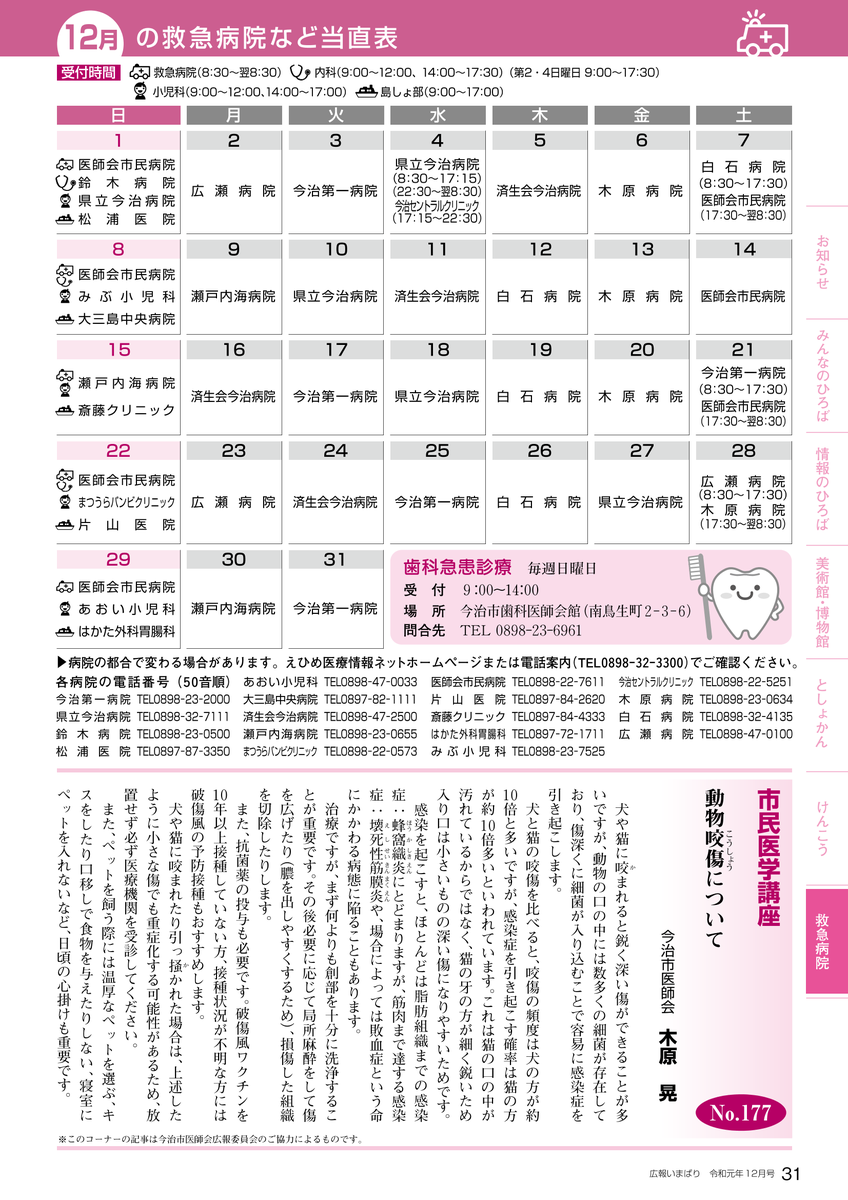 12月の救急病院など当直表
受付時間 救急病院（8:30～翌8:30） 内科（9:00～12:00、14:00～17:30）（第2・4日曜日 9:00～17:30）
小児科（9:00～12:00、14:00～17:00） 島しょ部（9:00～17:00）
日 月 火 水 木 金 土
1 2 3 4 5 6 7
医師会市民病院
鈴木病院
県立今治病院
松浦医院
広瀬病院
今治第一病院
県立今治病院
（8:30～17:15）
（22:30～翌8:30）
今治セントラルクリニック
（17:15～22:30）
済生会今治病院
木原病院
白石病院
（8:30～17:30）
医師会市民病院
（17:30～翌8:30）
8 9 10 11 12 13 14
医師会市民病院
みぶ小児科
大三島中央病院
瀬戸内海病院
県立今治病院
済生会今治病院
白石病院
木原病院
医師会市民病院
15 16 17 18 19 20 21
瀬戸内海病院
斎藤クリニック
済生会今治病院
今治第一病院
県立今治病院
白石病院
木原病院
今治第一病院
（8:30～17:30）
医師会市民病院
（17:30～翌8:30）
22 23 24 25 26 27 28
医師会市民病院
まつうらバンビクリニック
片山医院
広瀬病院
済生会今治病院
今治第一病院
白石病院
県立今治病院
広瀬病院
（8:30～17:30）
木原病院
（17:30～翌8:30）
29 30 31
医師会市民病院
あおい小児科
はかた外科胃腸科
瀬戸内海病院
今治第一病院
歯科急患診療 毎週日曜日
受付 9:00～14:00
場所 今治市歯科医師会館（南鳥生町2-3-6）
問合先 TEL 0898-23-6961
▶病院の都合で変わる場合があります。えひめ医療情報ネットホームページまたは電話案内（TEL0898-32-3300）でご確認ください。
各病院の電話番号（50音順） あおい小児科 TEL0898-47-0033 医師会市民病院 TEL0898-22-7611 今治セントラルクリニック TEL0898-22-5251
今治第一病院 TEL0898-23-2000 大三島中央病院 TEL0897-82-1111 片山医院 TEL0897-84-2620 木原病院 TEL0898-23-0634
県立今治病院 TEL0898-32-7111 済生会今治病院 TEL0898-47-2500 斎藤クリニック TEL0897-84-4333 白石病院 TEL0898-32-4135
鈴木病院 TEL0898-23-0500 瀬戸内海病院 TEL0898-23-0655 はかた外科胃腸科 TEL0897-72-1711 広瀬病院 TEL0898-47-0100
松浦医院 TEL0897-87-3350 まつうらバンビクリニック TEL0898-22-0573 みぶ小児科 TEL0898-23-7525
市民医学講座
動物咬傷について
こうしょう
今治市医師会 木原 晃
No.177
犬や猫に咬まれると鋭く深い傷ができることが多
か
いですが、動物の口の中には数多くの細菌が存在して
おり、傷深くに細菌が入り込むことで容易に感染症を
引き起こします。
犬と猫の咬傷を比べると、咬傷の頻度は犬の方が約
10倍と多いですが、感染症を引き起こす確率は猫の方
が約10倍多いといわれています。これは猫の口の中が
汚れているからではなく、猫の牙の方が細く鋭いため
入り口は小さいものの深い傷になりやすいためです。
感染を起こすと、ほとんどは脂肪組織までの感染
症：蜂窩織炎にとどまりますが、筋肉まで達する感染
ほうかしきえん
症：壊死性筋膜炎や、場合によっては敗血症という命
えしせいきんまくえん
にかかわる病態に陥ることもあります。
治療ですが、まず何よりも創部を十分に洗浄するこ
とが重要です。その後必要に応じて局所麻酔をして傷
を広げたり（膿を出しやすくするため）、損傷した組織
を切除したりします。
また、抗菌薬の投与も必要です。破傷風ワクチンを
10年以上接種していない方、接種状況が不明な方には
破傷風の予防接種もおすすめします。
犬や猫に咬まれたり引っ掻かれた場合は、上述した
か
ように小さな傷でも重症化する可能性があるため、放
置せず必ず医療機関を受診してください。
また、ペットを飼う際には温厚なペットを選ぶ、キ
スをしたり口移しで食物を与えたりしない、寝室に
ペットを入れないなど、日頃の心掛けも重要です。
※このコーナーの記事は今治市医師会広報委員会のご協力によるものです。
お知らせ
みんなのひろば
情報のひろば
美術館・博物館
としょかん
けんこう
救急病院
広報いまばり 令和元年12月号 31